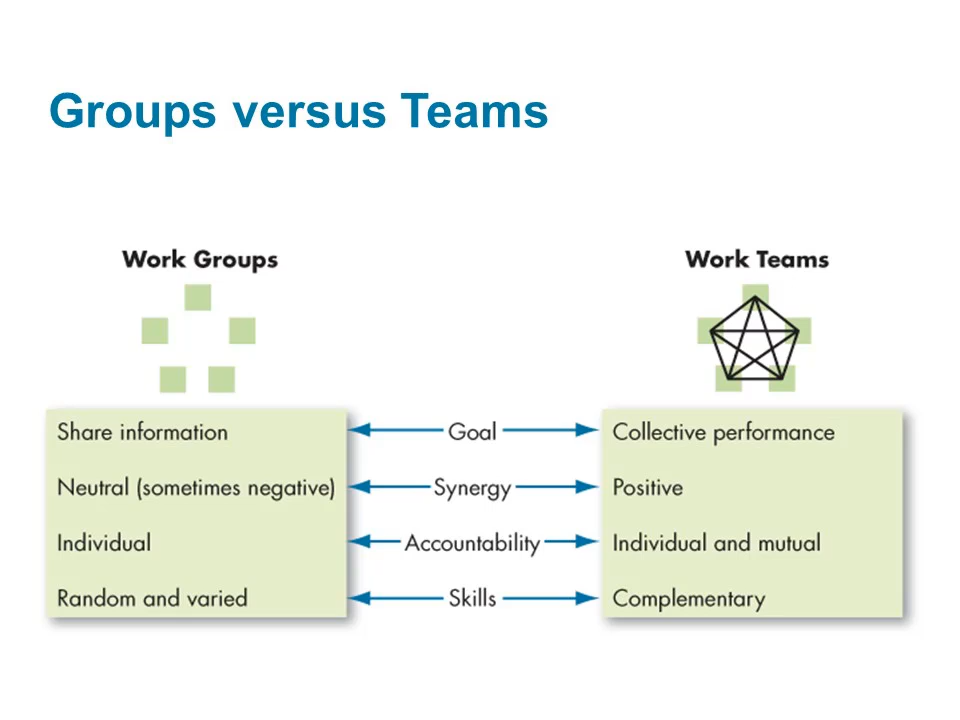 Groups versus Teams
Work Groups
Work Teams
Share information
Goal
Collective performance
Neutral (sometimes negative)
Synergy
Positive
Individual
Accountability
Individual and mutual
Random and varied
Skills
Complementary